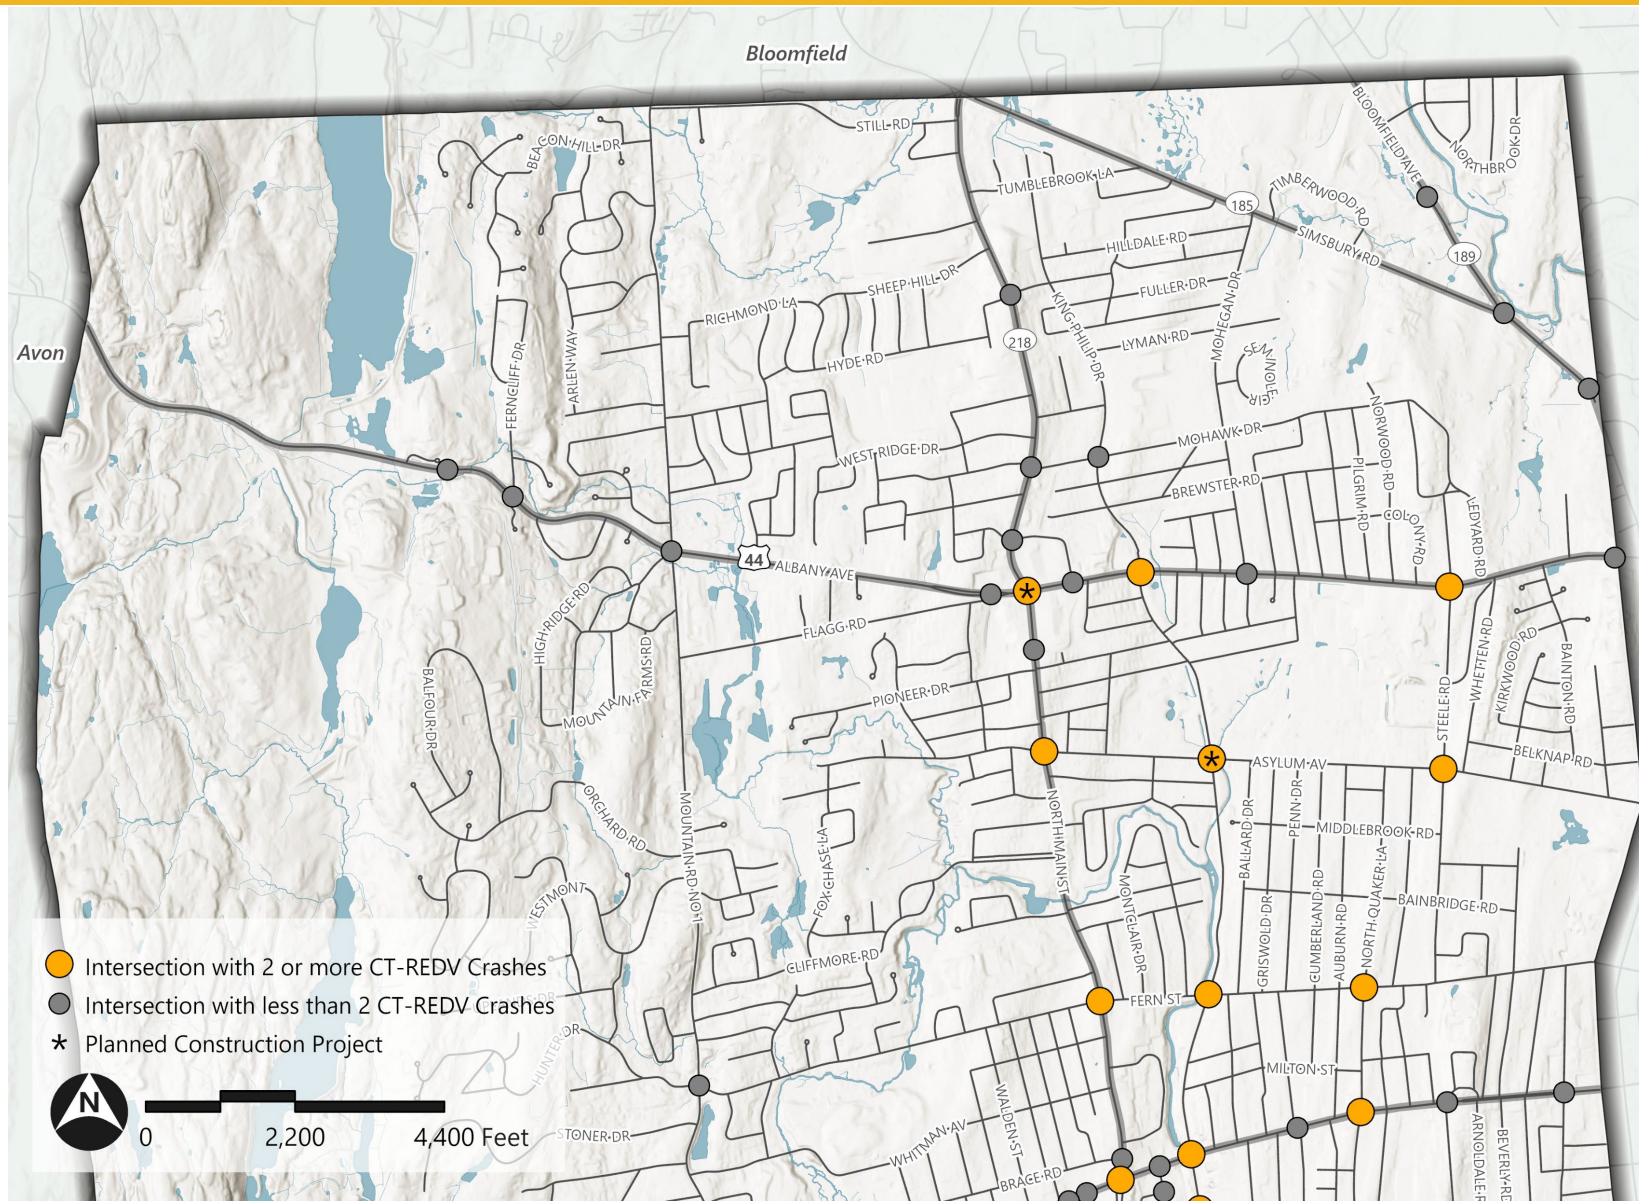 Bloomfield
STILL RD
BEACON HILL DR
BLOOMFIELD AVE
NORTHBROOK DR
TUMBLEBROOK LA
TIMBERWOOD RD
185
SIMSBURY RD
HILLDALE RD
189
SHEEP HILL DR
FULLER DR
RICHMOND LA
KING PHILIP DR
MOHEGAN DR
218
LYMAN RD
Avon
FERNCLIFF DR
ARLEN WAY
HYDE RD
SEMINOLE CIR
NORWOOD RD
MOHAWK DR
WEST RIDGE DR
PILGRIM RD
BREWSTER RD
COLONY RD
LEDYARD RD
44
ALBANY AVE
HIGH RIDGE RD
FLAGG RD
WHETTEN RD
KIRKWOOD RD
BAINTON RD
MOUNTAIN FARMS RD
BALFOUR DR
PIONEER DR
STEELE RD
BELKNAP RD
ASYLUM AV
ORCHARD RD
MOUNTAIN RD NO 1
NORTH MAIN ST
BALLARD DR
PENN DR
MIDDLEBROOK RD
FOX CHASE LA
MONTCLAIR DR
NORTH QUAKER LA
WESTMONT
CUMBERLAND RD
AUBURN RD
GRISWOLD DR
BAINBRIDGE RD
CLIFFMORE RD
FERN ST
Intersection with 2 or more CT-REDV Crashes
Intersection with less than 2 CT-REDV Crashes
* Planned Construction Project
HUNTER DR
MILTON ST
N
0 2,200 4,400 Feet
STONER DR
WALDEN ST
WHITMAN AV
BRACE RD
ARNOLDALE R
BEVERLY RD